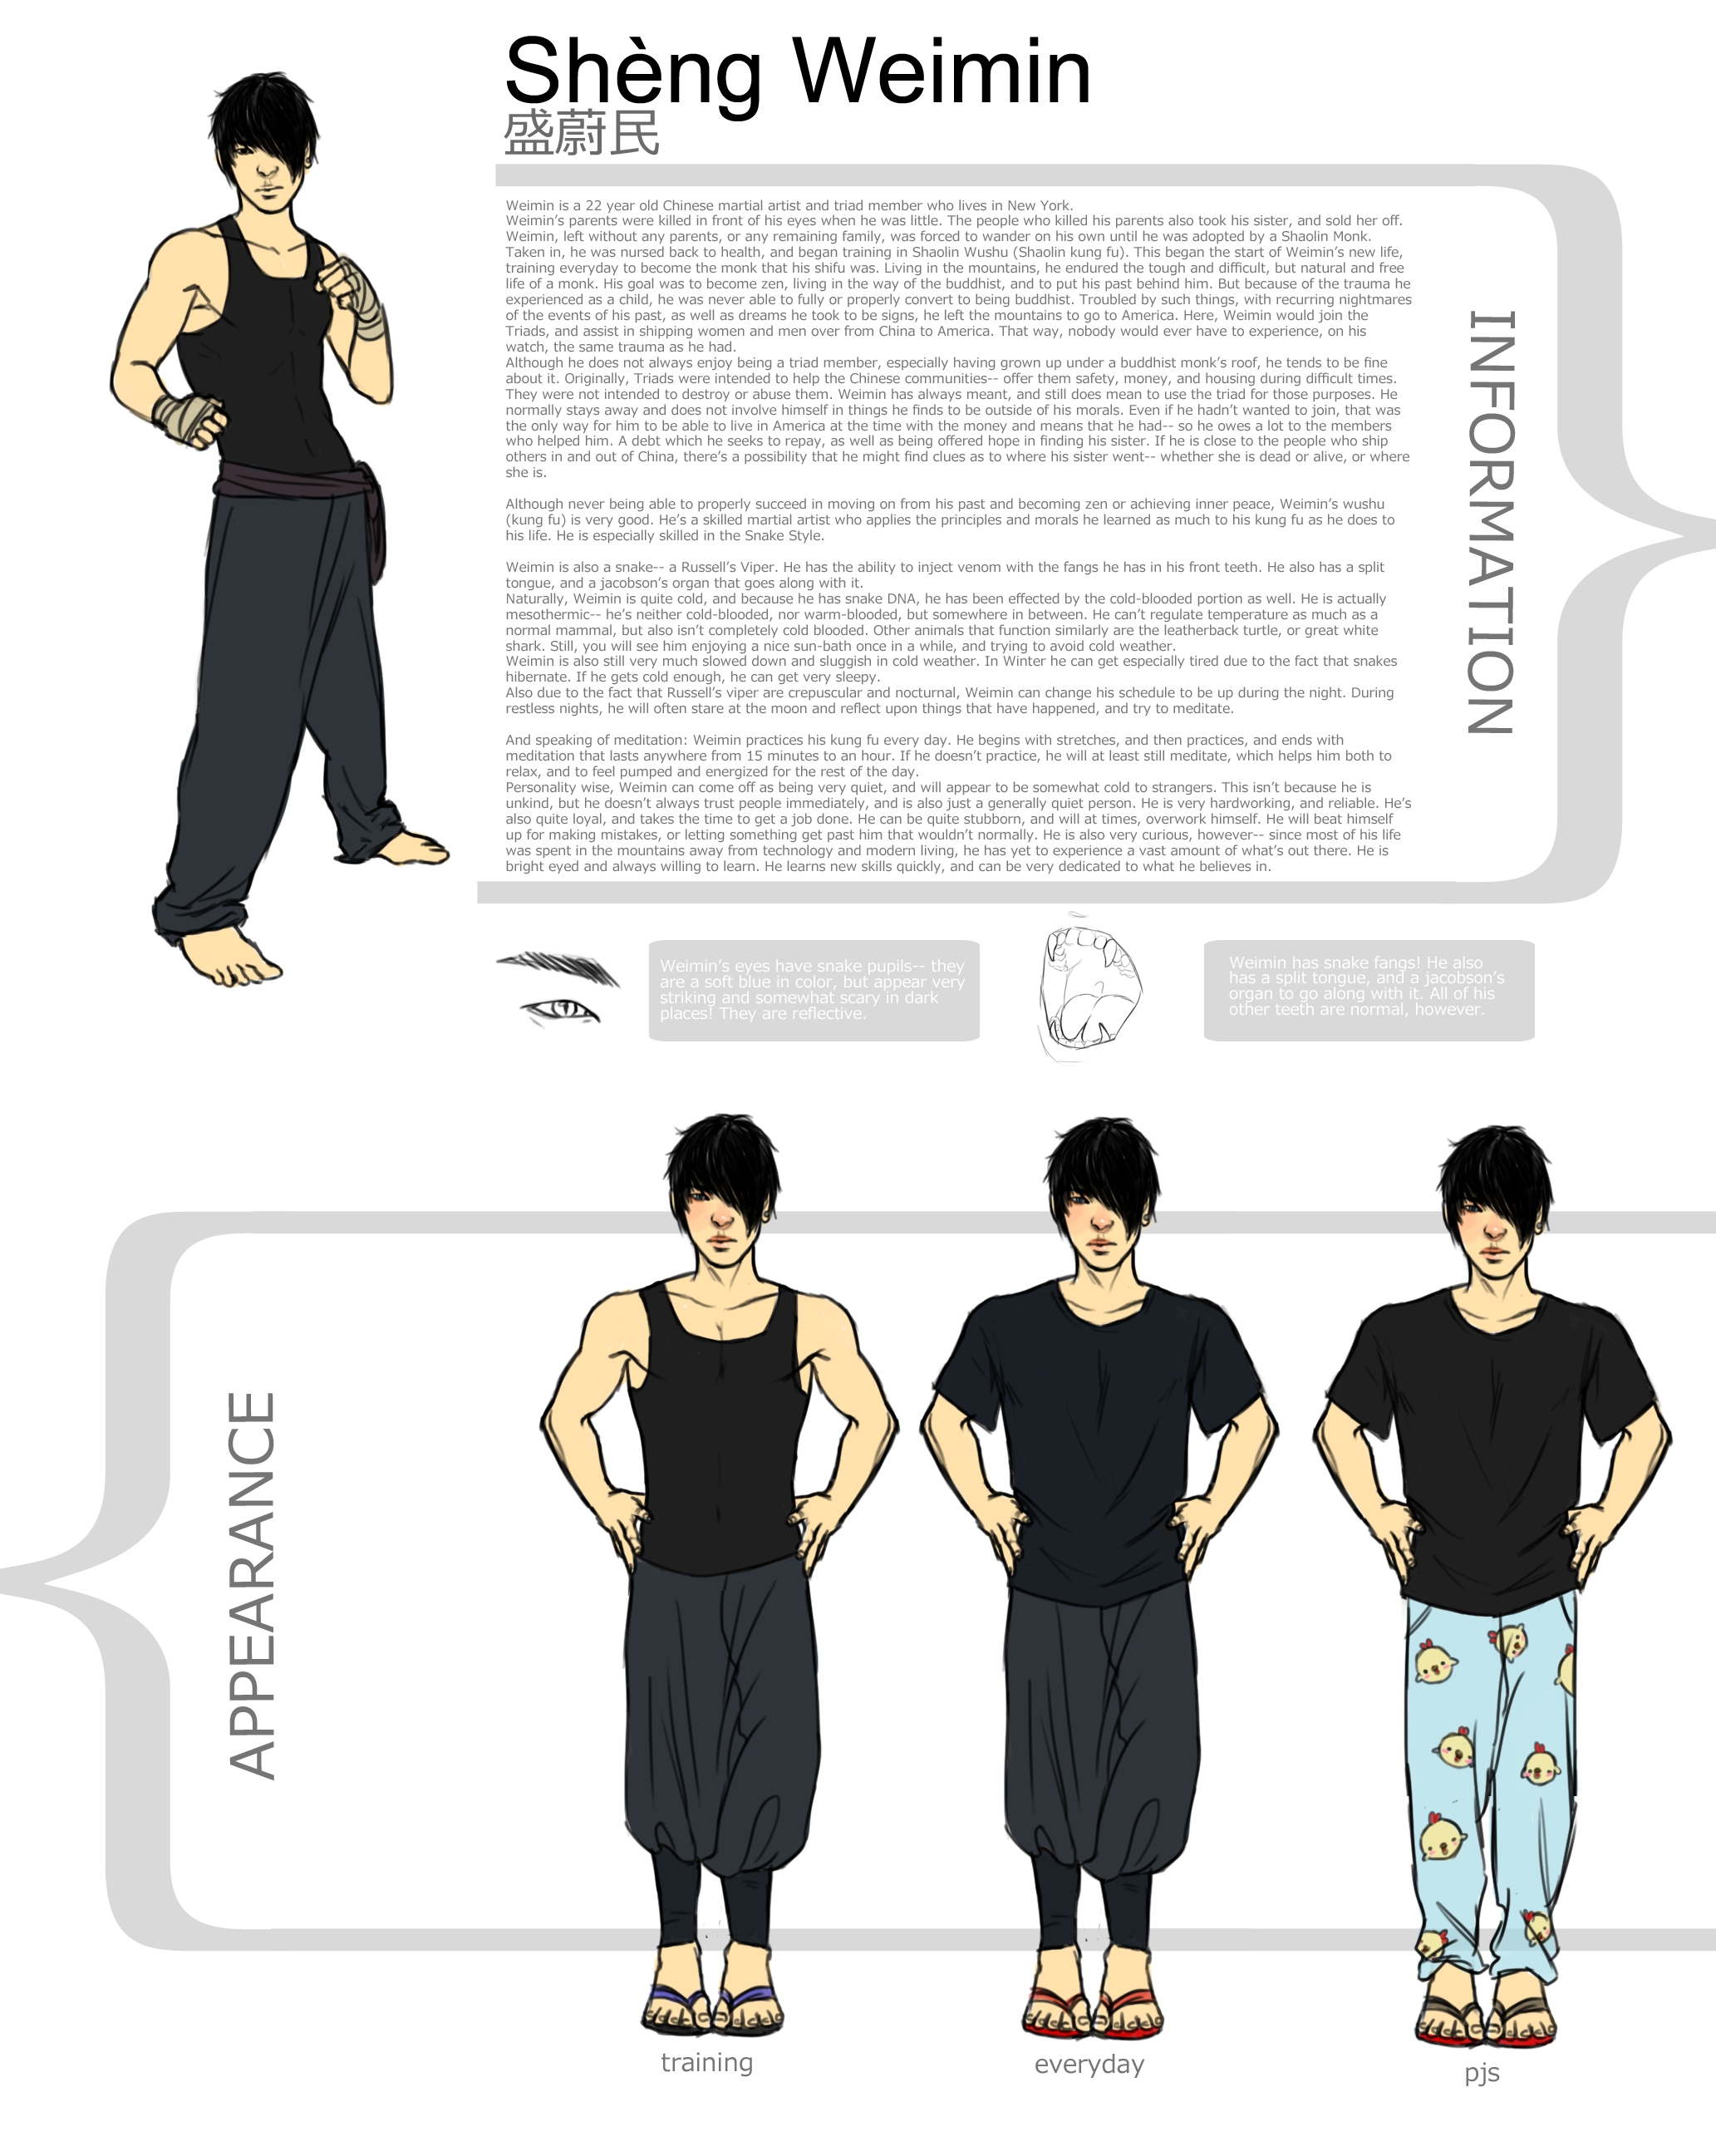 Shèng Weimin
盛蔚民
Weimin is a 22 year old Chinese martial artist and triad member who lives in New York.
Weimin's parents were killed in front of his eyes when he was little. The people who killed his parents also took his sister, and sold her off.
Weimin, left without any parents, or any remaining family, was forced to wander on his own until he was adopted by a Shaolin Monk.
Taken in, he was nursed back to health, and began training in Shaolin Wushu (Shaolin kung fu). This began the start of Weimin's new life,
training everyday to become the monk that his shifu was. Living in the mountains, he endured the tough and difficult, but natural and free
life of a monk. His goal was to become zen, living in the way of the buddhist, and to put his past behind him. But because of the trauma he
experienced as a child, he was never able to fully or properly convert to being buddhist. Troubled by such things, with recurring nightmares
of the events of his past, as well as dreams he took to be signs, he left the mountains to go to America. Here, Weimin would join the
Triads, and assist in shipping women and men over from China to America. That way, nobody would ever have to experience, on his
watch, the same trauma as he had.
Although he does not always enjoy being a triad member, especially having grown up under a buddhist monk's roof, he tends to be fine
about it. Originally, Triads were intended to help the Chinese communities-- offer them safety, money, and housing during difficult times.
They were not intended to destroy or abuse them. Weimin has always meant, and still does mean to use the triad for those purposes. He
normally stays away and does not involve himself in things he finds to be outside of his morals. Even if he hadn't wanted to join, that was
the only way for him to be able to live in America at the time with the money and means that he had-- so he owes a lot to the members
who helped him. A debt which he seeks to repay, as well as being offered hope in finding his sister. If he is close to the people who ship
others in and out of China, there's a possibility that he might find clues as to where his sister went-- whether she is dead or alive, or where
she is.
Although never being able to properly succeed in moving on from his past and becoming zen or achieving inner peace, Weimin's wushu
(kung fu) is very good. He's a skilled martial artist who applies the principles and morals he learned as much to his kung fu as he does to
his life. He is especially skilled in the Snake Style.
Weimin is also a snake-- a Russell's Viper. He has the ability to inject venom with the fangs he has in his front teeth. He also has a split
tongue, and a jacobson's organ that goes along with it.
Naturally, Weimin is quite cold, and because he has snake DNA, he has been effected by the cold-blooded portion as well. He is actually
mesothermic-- he's neither cold-blooded, nor warm-blooded, but somewhere in between. He can't regulate temperature as much as a
normal mammal, but also isn't completely cold blooded. Other animals that function similarly are the leatherback turtle, or great white
shark. Still, you will see him enjoying a nice sun-bath once in a while, and trying to avoid cold weather.
Weimin is also still very much slowed down and sluggish in cold weather. In Winter he can get especially tired due to the fact that snakes
hibernate. If he gets cold enough, he can get very sleepy.
Also due to the fact that Russell's viper are crepuscular and nocturnal, Weimin can change his schedule to be up during the night. During
restless nights, he will often stare at the moon and reflect upon things that have happened, and try to meditate.
And speaking of meditation: Weimin practices his kung fu every day. He begins with stretches, and then practices, and ends with
meditation that lasts anywhere from 15 minutes to an hour. If he doesn't practice, he will at least still meditate, which helps him both to
relax, and to feel pumped and energized for the rest of the day.
Personality wise, Weimin can come off as being very quiet, and will appear to be somewhat cold to strangers. This isn't because he is
unkind, but he doesn't always trust people immediately, and is also just a generally quiet person. He is very hardworking, and reliable. He's
also quite loyal, and takes the time to get a job done. He can be quite stubborn, and will at times, overwork himself. He will beat himself
up for making mistakes, or letting something get past him that wouldn't normally. He is also very curious, however-- since most of his life
was spent in the mountains away from technology and modern living, he has yet to experience a vast amount of what's out there. He is
bright eyed and always willing to learn. He learns new skills quickly, and can be very dedicated to what he believes in.
INFORMATION
Weimin's eyes have snake pupils-- they
are a soft blue in color, but appear very
striking and somewhat scary in dark
places! They are reflective.
Weimin has snake fangs! He also
has a split tongue, and a jacobson's
organ to go along with it. All of his
other teeth are normal, however.
APPEARANCE
training
everyday
pjs